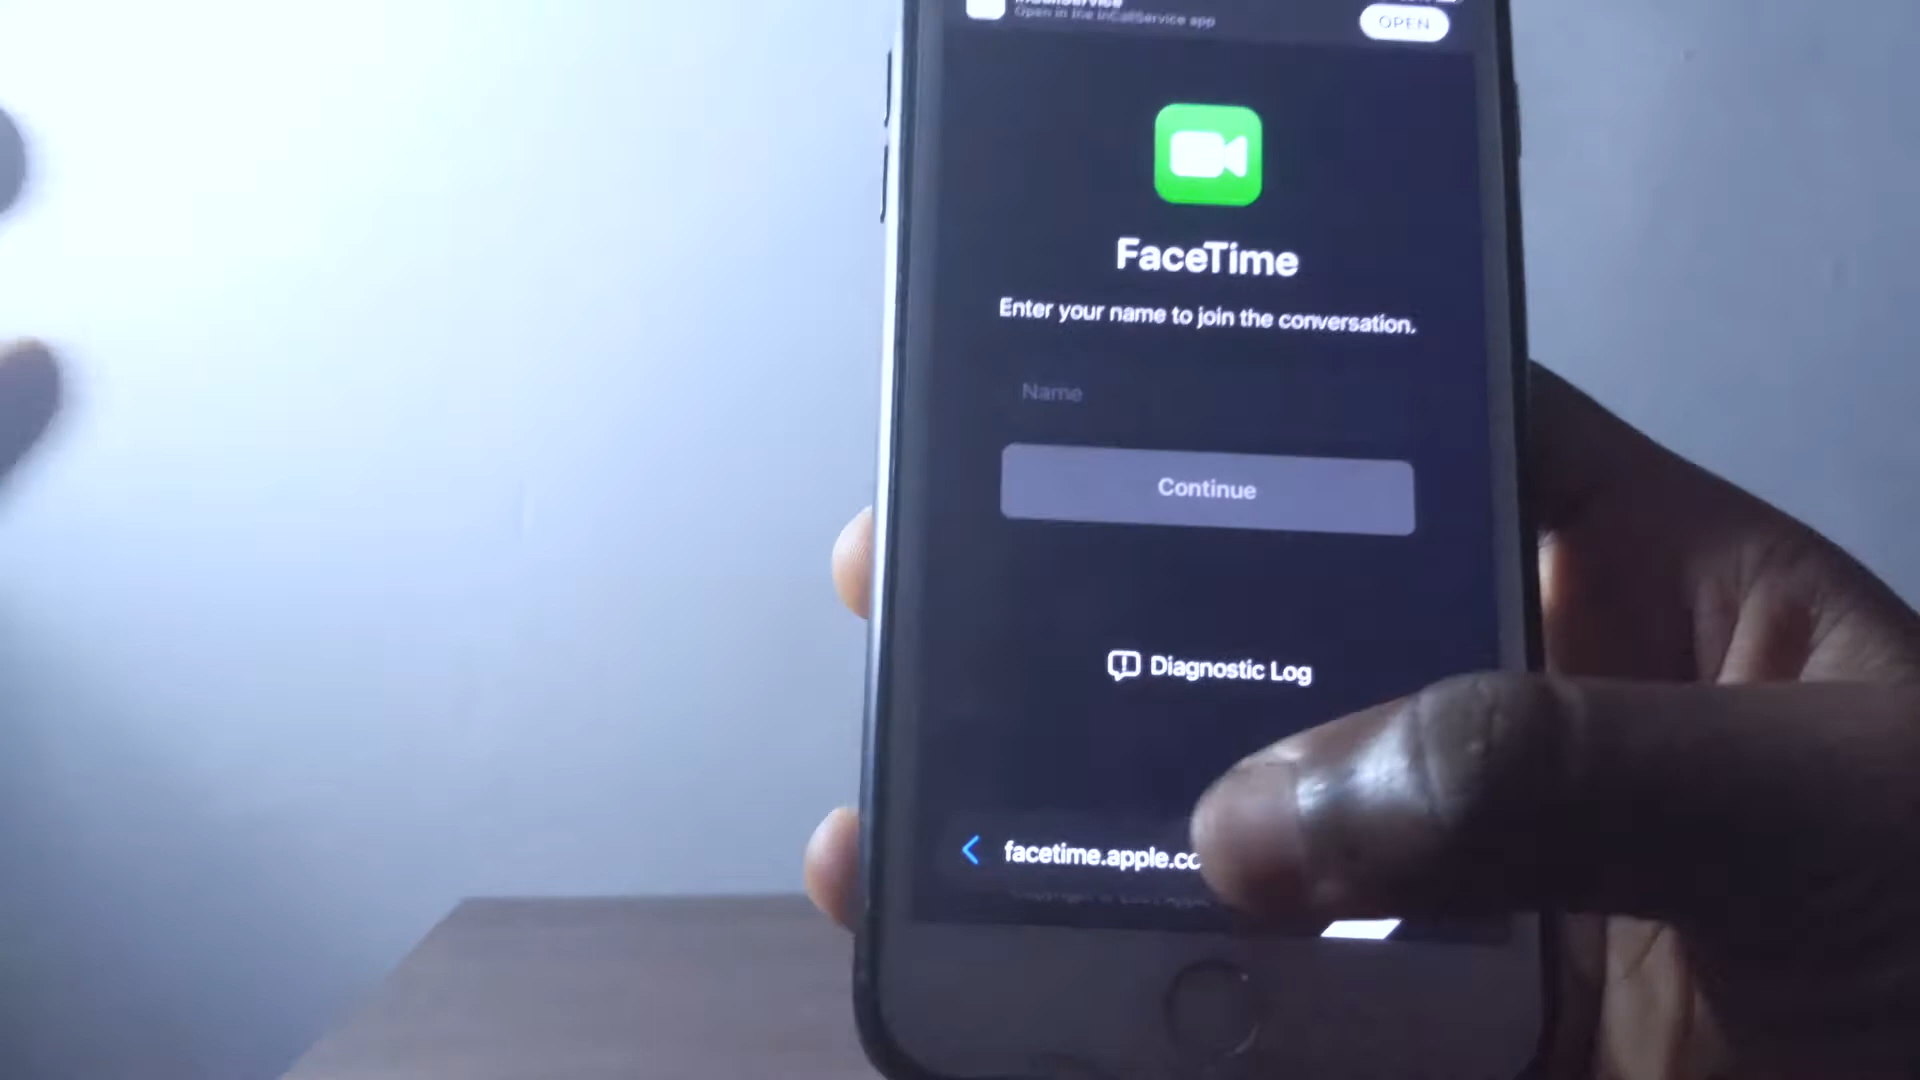 Open in the InCallService app
OPEN
FaceTime
Enter your name to join the conversation.
Name
Continue
Diagnostic Log
facetime.apple.co